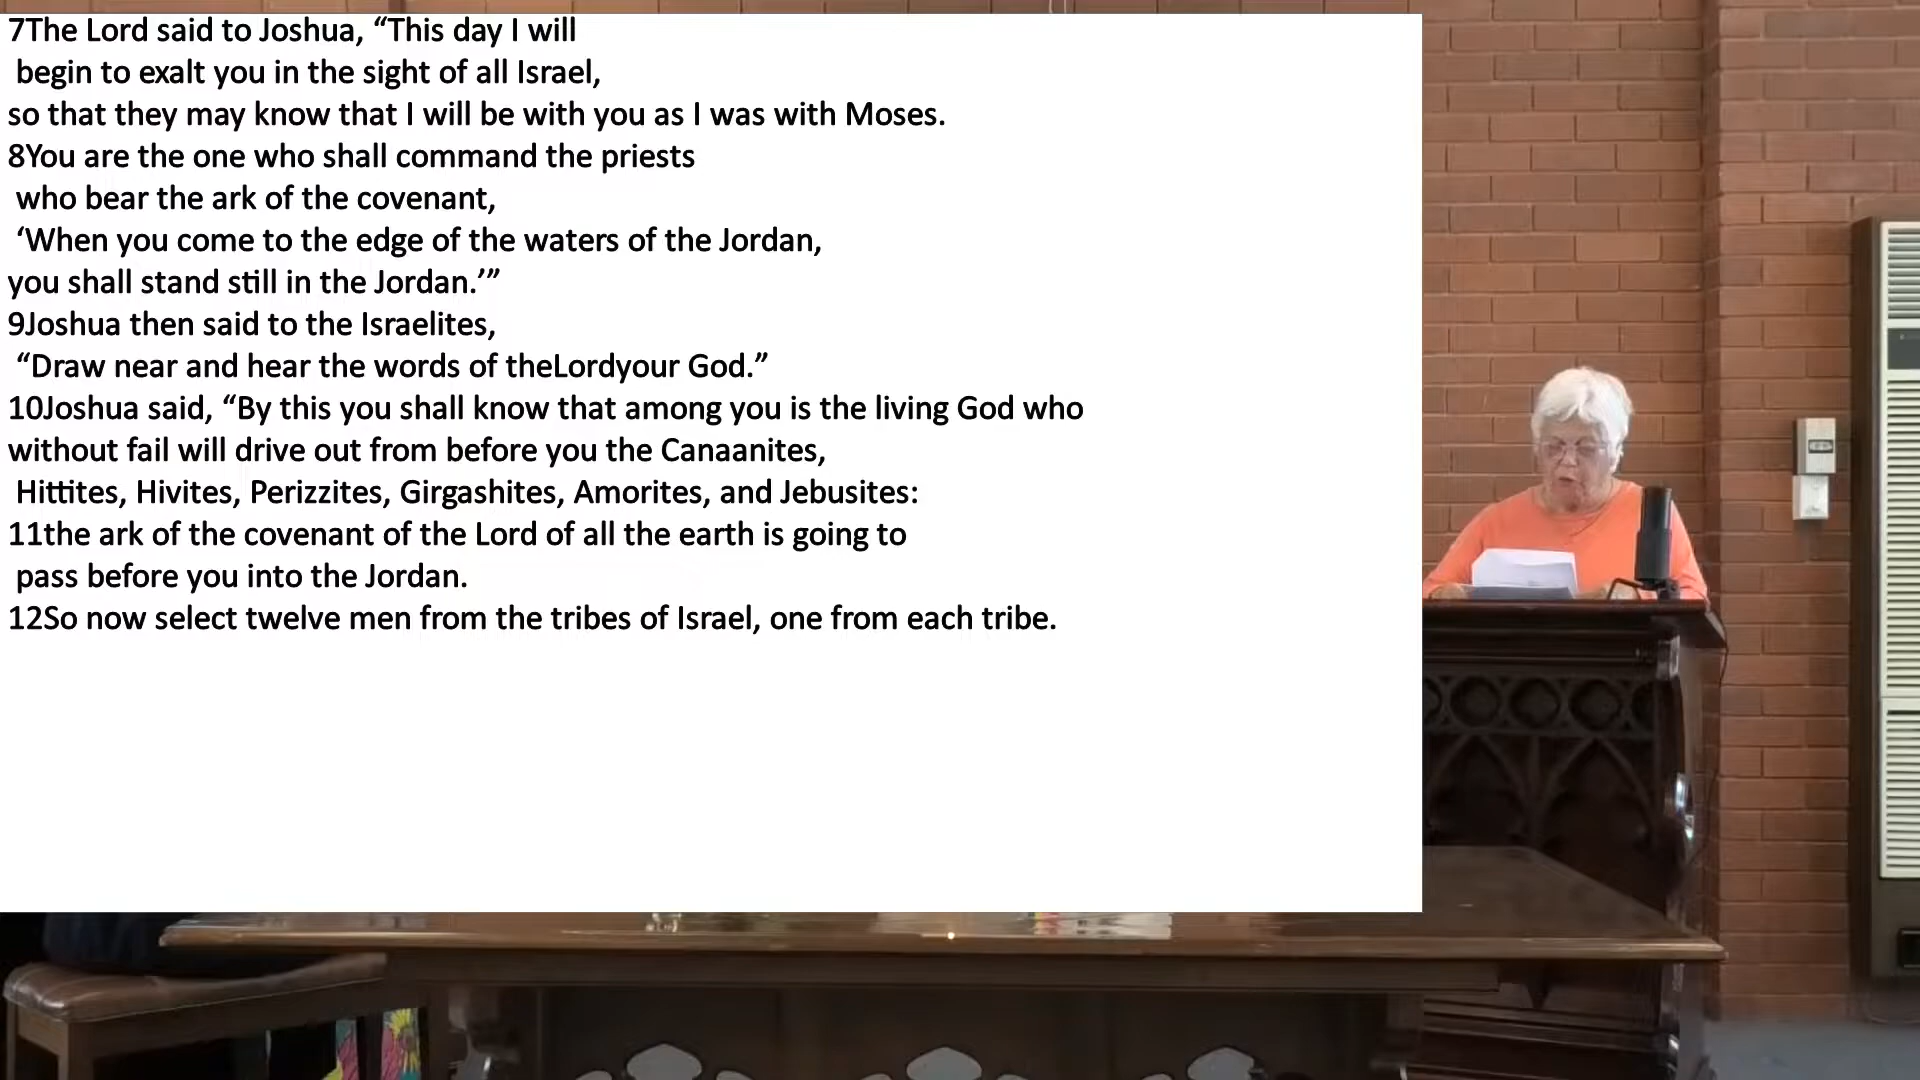 7The Lord said to Joshua, “This day I will
begin to exalt you in the sight of all Israel,
so that they may know that I will be with you as I was with Moses.
8You are the one who shall command the priests
who bear the ark of the covenant,
‘When you come to the edge of the waters of the Jordan,
you shall stand still in the Jordan.’”
9Joshua then said to the Israelites,
“Draw near and hear the words of theLordyour God.”
10Joshua said, “By this you shall know that among you is the living God who
without fail will drive out from before you the Canaanites,
Hittites, Hivites, Perizzites, Girgashites, Amorites, and Jebusites:
11the ark of the covenant of the Lord of all the earth is going to
pass before you into the Jordan.
12So now select twelve men from the tribes of Israel, one from each tribe.